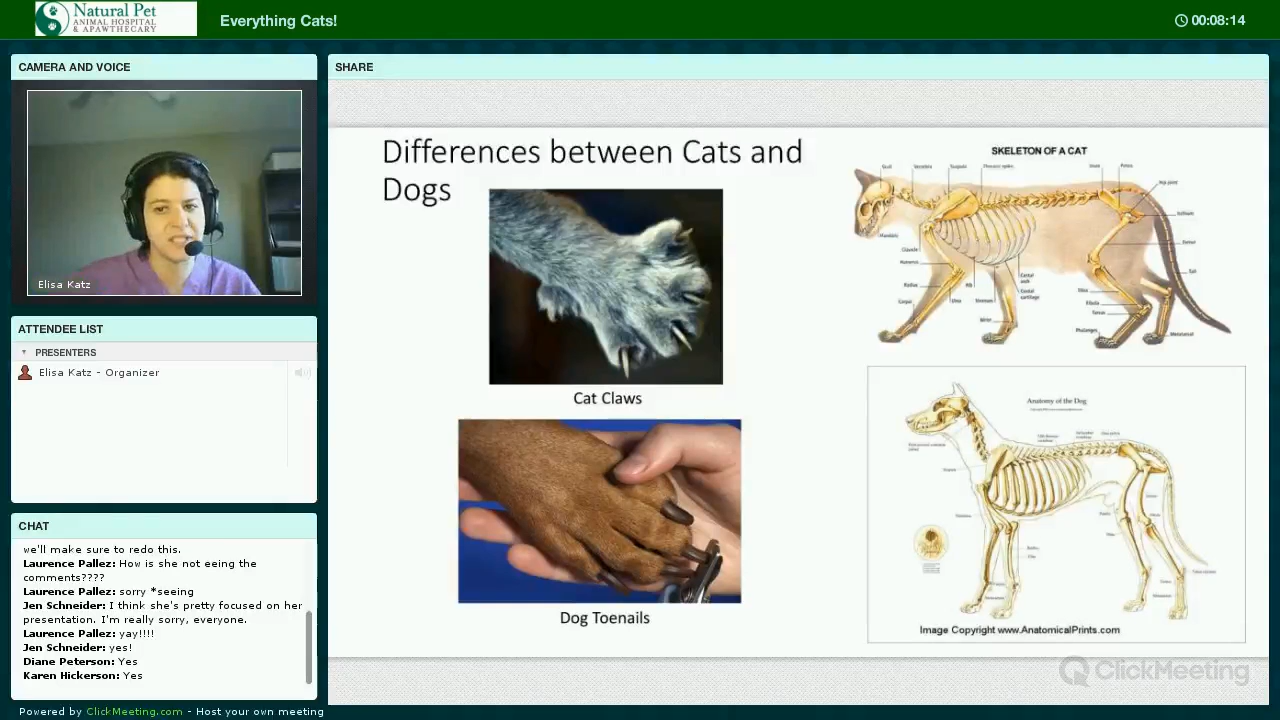 Natural Pet
ANIMAL HOSPITAL
& APAWTHECARY
Everything Cats!
00:08:14
CAMERA AND VOICE
Elisa Katz
ATTENDEE LIST
PRESENTERS
Elisa Katz - Organizer
CHAT
we'll make sure to redo this.
Laurence Pallez: How is she not eeing the
comments????
Laurence Pallez: sorry *seeing
Jen Schneider: I think she's pretty focused on her
presentation. I'm really sorry, everyone.
Laurence Pallez: yay!!!!
Jen Schneider: yes!
Diane Peterson: Yes
Karen Hickerson: Yes
Powered by ClickMeeting.com - Host your own meeting
SHARE
Differences between Cats and
Dogs
Cat Claws
Dog Toenails
SKELETON OF A CAT
Anatomy of the Dog
Image Copyright www.AnatomicalPrints.com
ClickMeeting